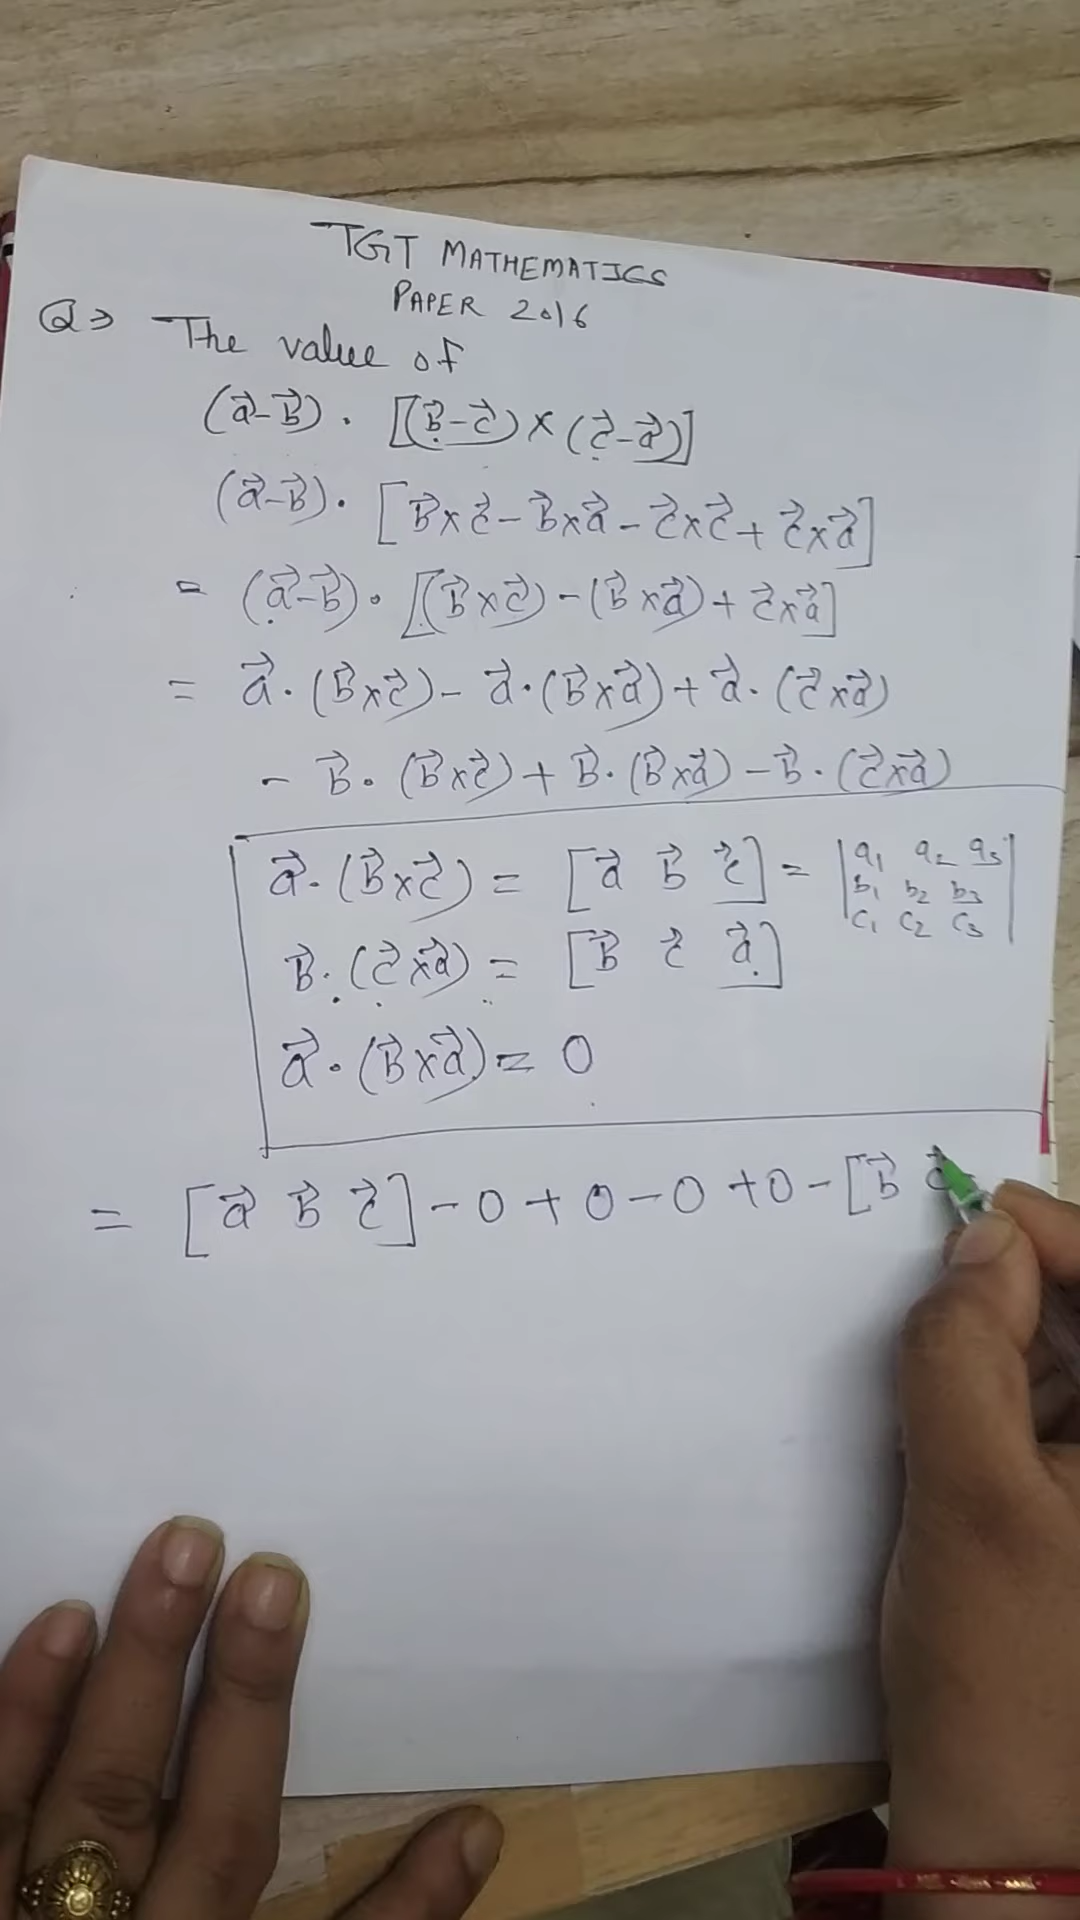 TGT MATHEMATICS
PAPER 2016
Q⇒ The value of
(a⃗-b⃗) · [(b⃗-c⃗)×(c⃗-a⃗)]
(a⃗-b⃗) · [b⃗×c⃗ - b⃗×a⃗ - c⃗×c⃗ + c⃗×a⃗]
= (a⃗-b⃗) · [(b⃗×c⃗) - (b⃗×a⃗) + c⃗×a⃗]
= a⃗ · (b⃗×c⃗) - a⃗ · (b⃗×a⃗) + a⃗ · (c⃗×a⃗)
- b⃗ · (b⃗×c⃗) + b⃗ · (b⃗×a⃗) - b⃗ · (c⃗×a⃗)
a⃗ · (b⃗×c⃗) = [a⃗ b⃗ c⃗] = |a₁ a₂ a₃
b₁ b₂ b₃
c₁ c₂ c₃|
b⃗ · (c⃗×a⃗) = [b⃗ c⃗ a⃗]
a⃗ · (b⃗×a⃗) = 0
= [a⃗ b⃗ c⃗] - 0 + 0 - 0 + 0 - [b⃗ c⃗